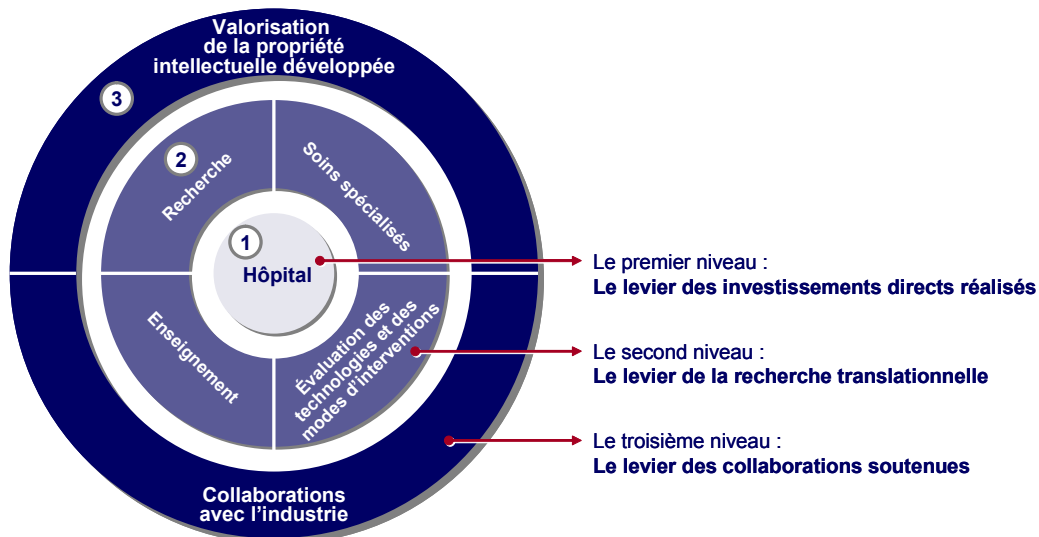 Valorisation
de la propriété
intellectuelle développée
3
2
Recherche
Soins spécialisés
1
Hôpital
Enseignement
Évaluation des
technologies et des
modes d'interventions
Collaborations
avec l'industrie
Le premier niveau :
Le levier des investissements directs réalisés
Le second niveau :
Le levier de la recherche translationnelle
Le troisième niveau :
Le levier des collaborations soutenues